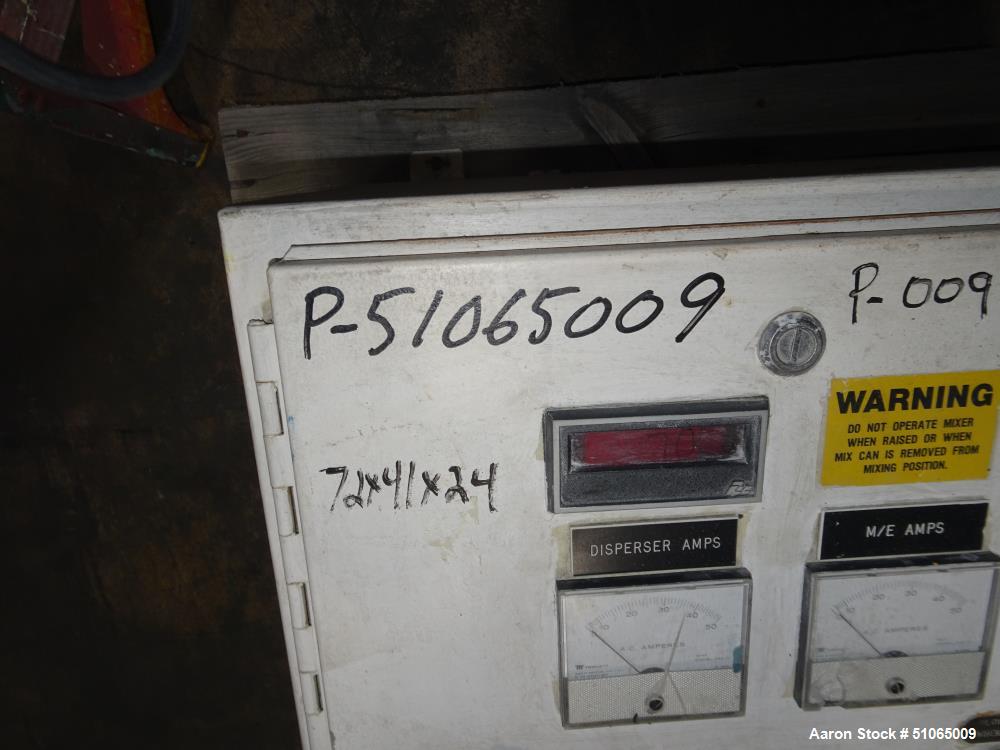 P-51065009
P-009
WARNING
DO NOT OPERATE MIXER
WHEN RAISED OR WHEN
MIX CAN IS REMOVED FROM
MIXING POSITION.
72x41x24
DISPERSER AMPS
M/E AMPS
10 20 30 40 50
A.C. AMPERES
10 20 30 40 50
A.C. AMPERES
Aaron Stock # 51065009